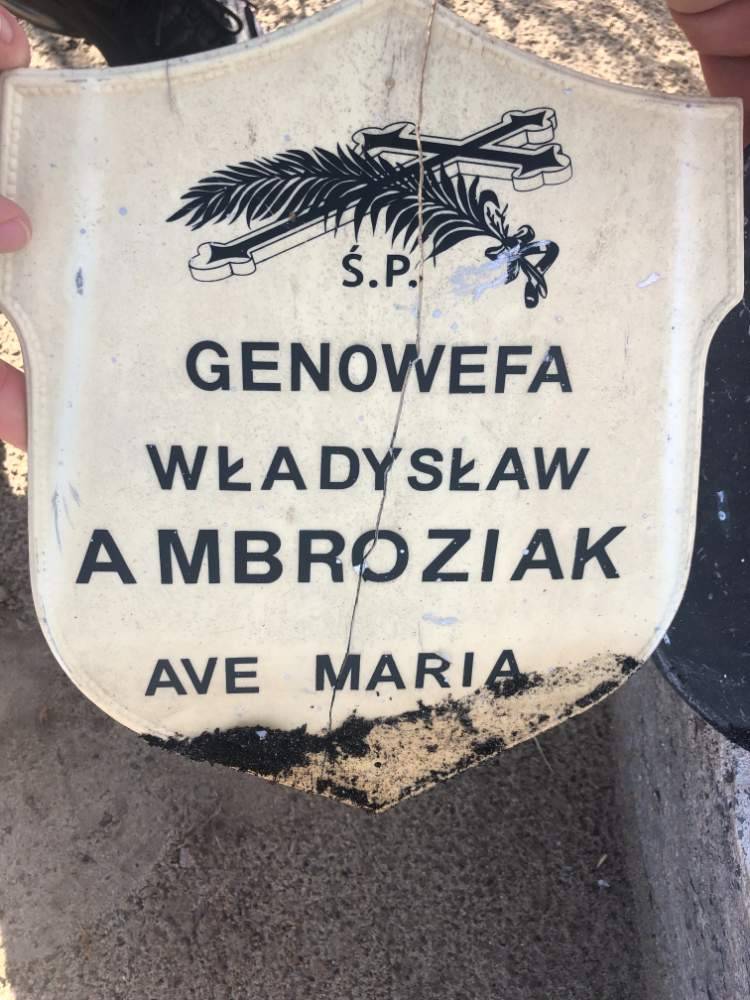 Ś.P.
GENOWEFA
WŁADYSŁAW
AMBROZIAK
AVE MARIA